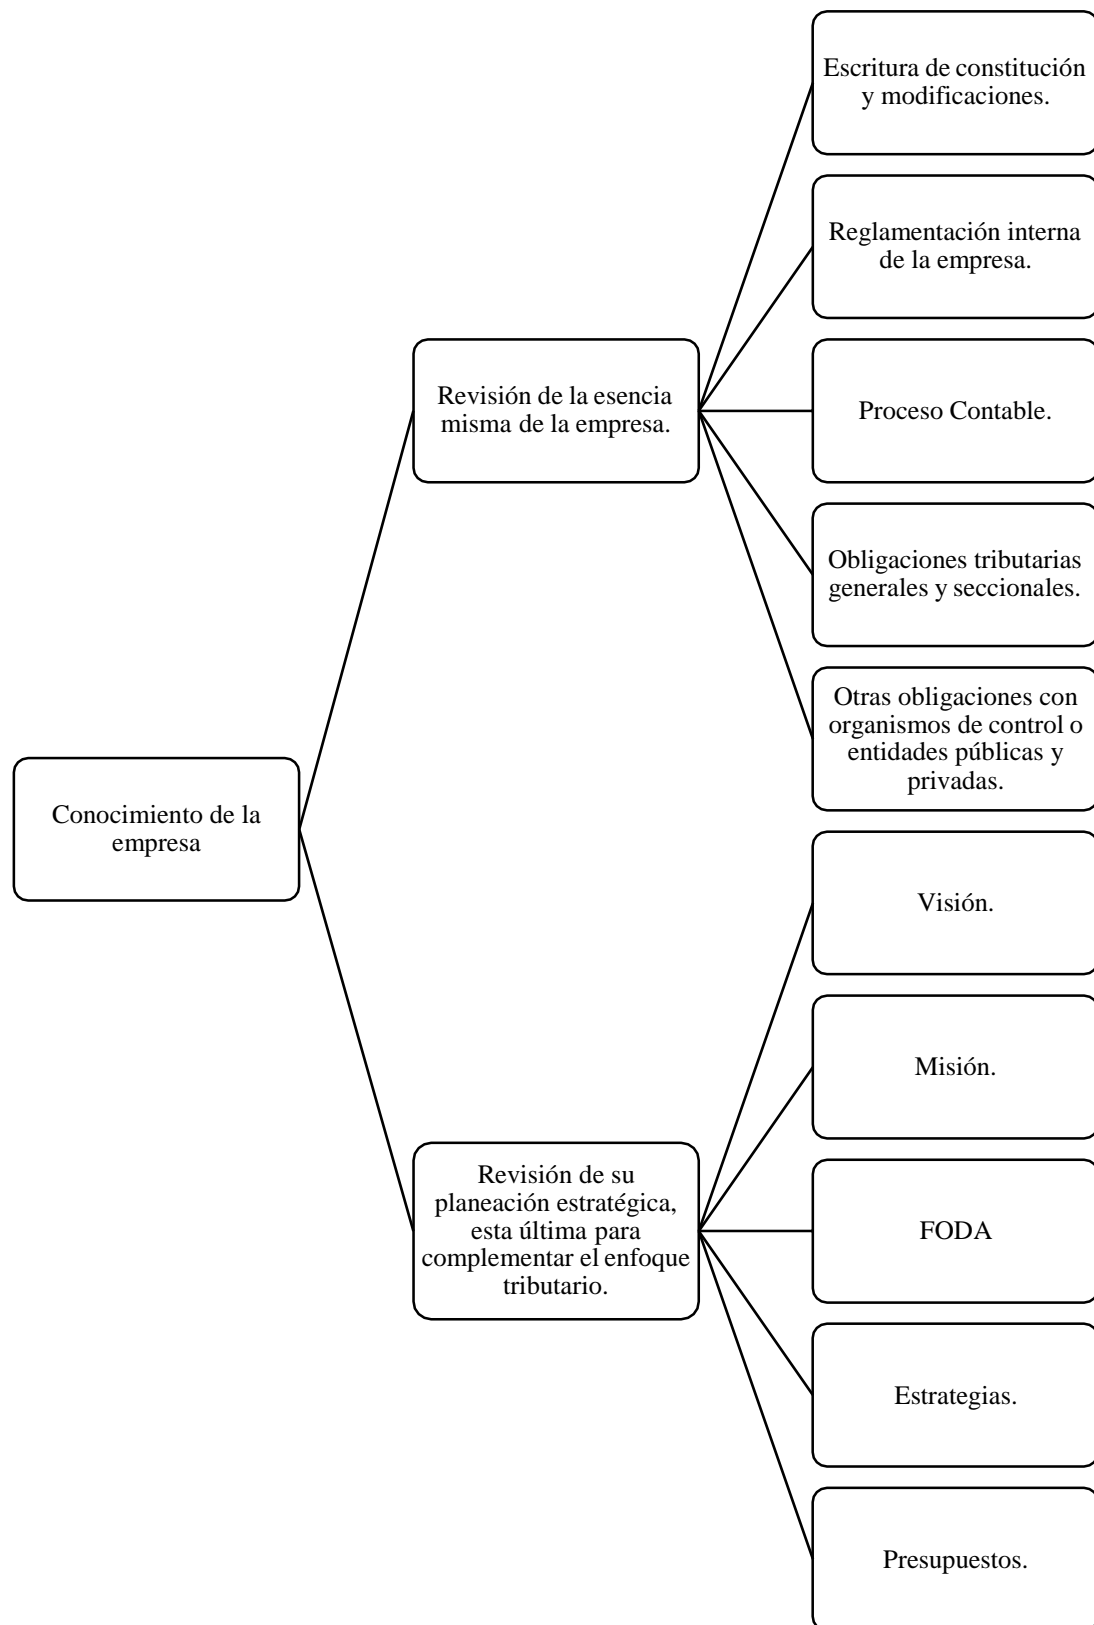 Escritura de constitución
y modificaciones.
Reglamentación interna
de la empresa.
Revisión de la esencia
misma de la empresa.
Proceso Contable.
Obligaciones tributarias
generales y seccionales.
Otras obligaciones con
organismos de control o
entidades públicas y
privadas.
Conocimiento de la
empresa
Visión.
Misión.
Revisión de su
planeación estratégica,
esta última para
complementar el enfoque
tributario.
FODA
Estrategias.
Presupuestos.